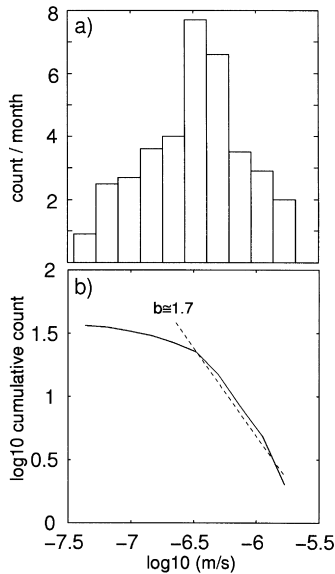 8
a)
6
4
2
count / month
2
b)
b≅1.7
1.5
1
0.5
0
log10 cumulative count
-7.5 -7 -6.5 -6 -5.5
log10 (m/s)